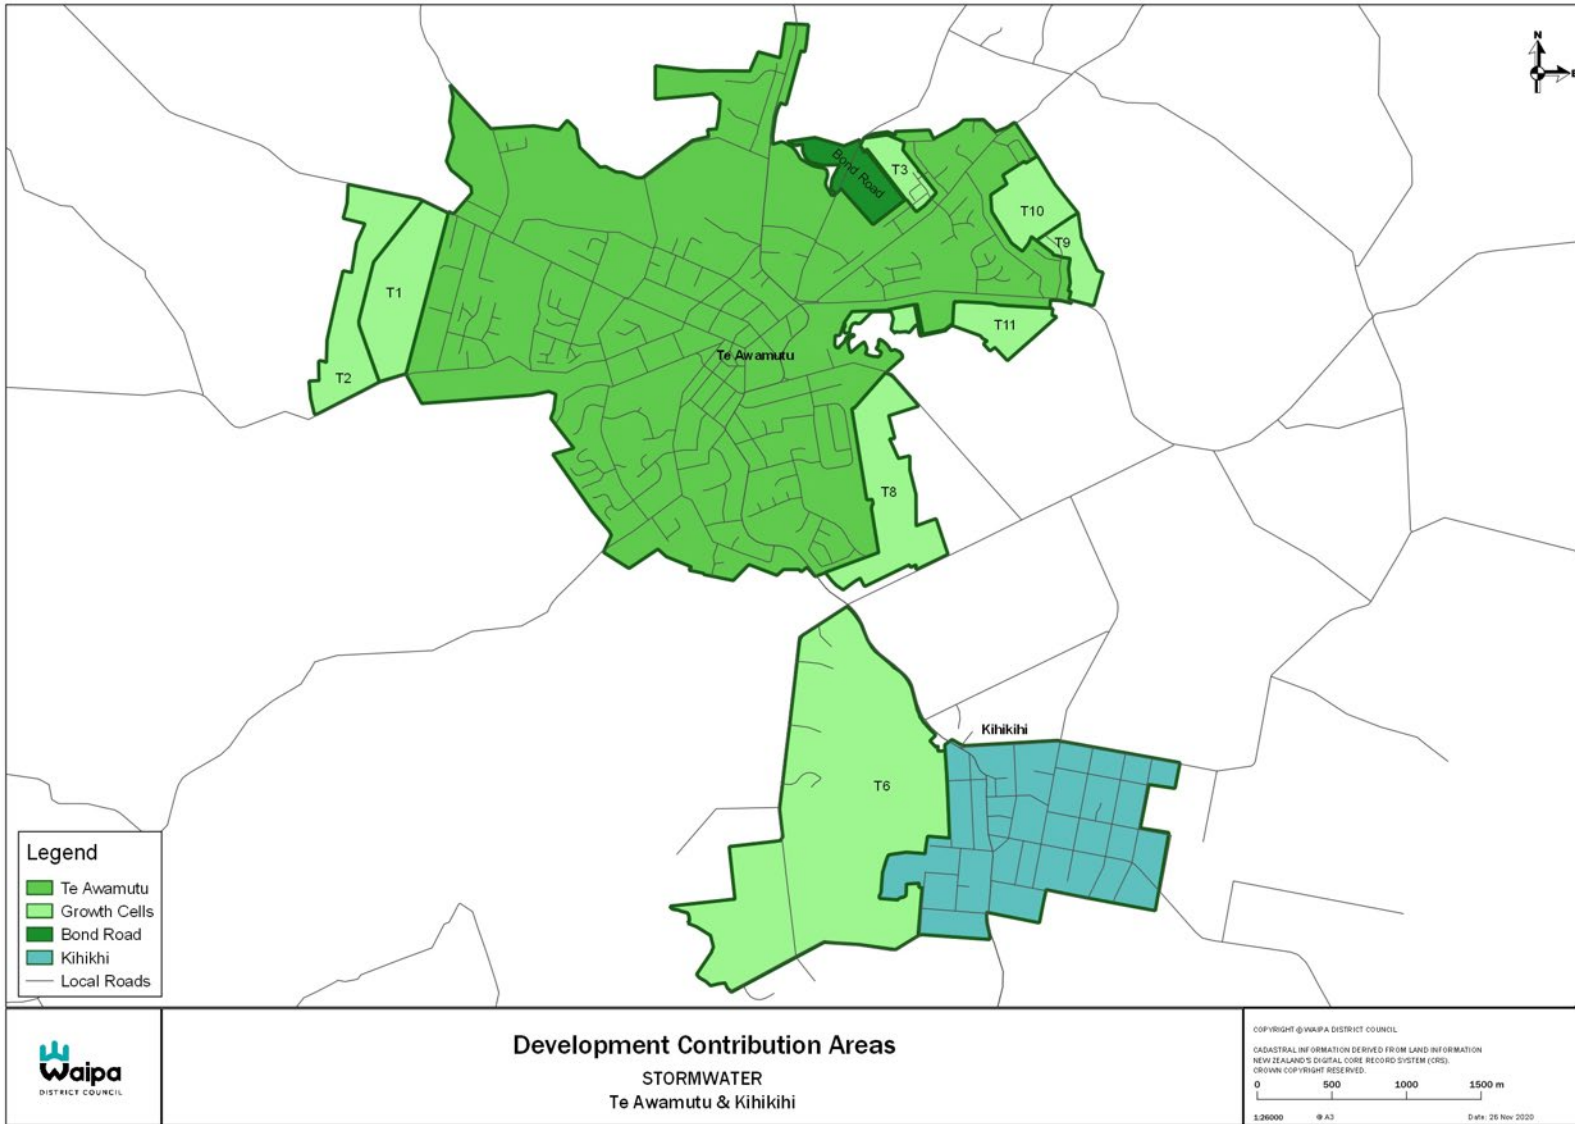 N
E
Bond Road
T3
T10
T9
T1
T11
Te Awamutu
T2
T8
Kihikihi
T6
Legend
Te Awamutu
Growth Cells
Bond Road
Kihikhi
Local Roads
Waipa
DISTRICT COUNCIL
Development Contribution Areas
STORMWATER
Te Awamutu & Kihikihi
COPYRIGHT © WAIPA DISTRICT COUNCIL
CADASTRAL INFORMATION DERIVED FROM LAND INFORMATION
NEW ZEALAND'S DIGITAL CORE RECORD SYSTEM (CRS).
CROWN COPYRIGHT RESERVED.
0 500 1000 1500 m
1:26000 @ A3 Date: 26 Nov 2020